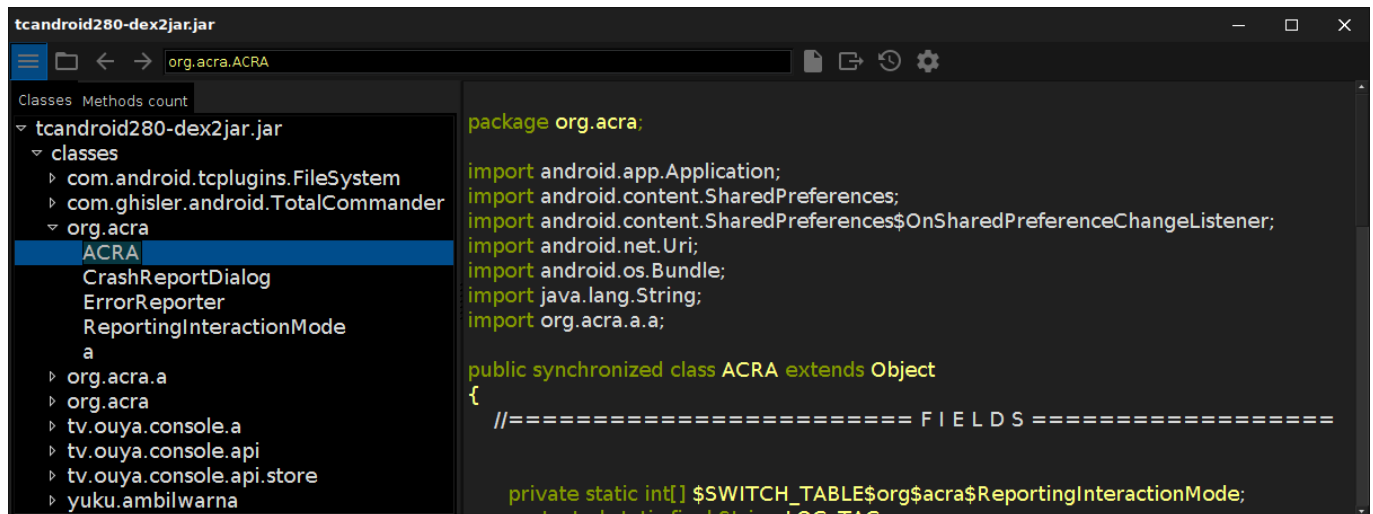 tcandroid280-dex2jar.jar
org.acra.ACRA
Classes Methods count
tcandroid280-dex2jar.jar
classes
com.android.tcplugins.FileSystem
com.ghisler.android.TotalCommander
org.acra
ACRA
CrashReportDialog
ErrorReporter
ReportingInteractionMode
a
org.acra.a
org.acra
tv.ouya.console.a
tv.ouya.console.api
tv.ouya.console.api.store
yuku.ambilwarna
package org.acra;
import android.app.Application;
import android.content.SharedPreferences;
import android.content.SharedPreferences$OnSharedPreferenceChangeListener;
import android.net.Uri;
import android.os.Bundle;
import java.lang.String;
import org.acra.a.a;
public synchronized class ACRA extends Object
{
//======================== F I E L D S ==================
private static int[] $SWITCH_TABLE$org$acra$ReportingInteractionMode;